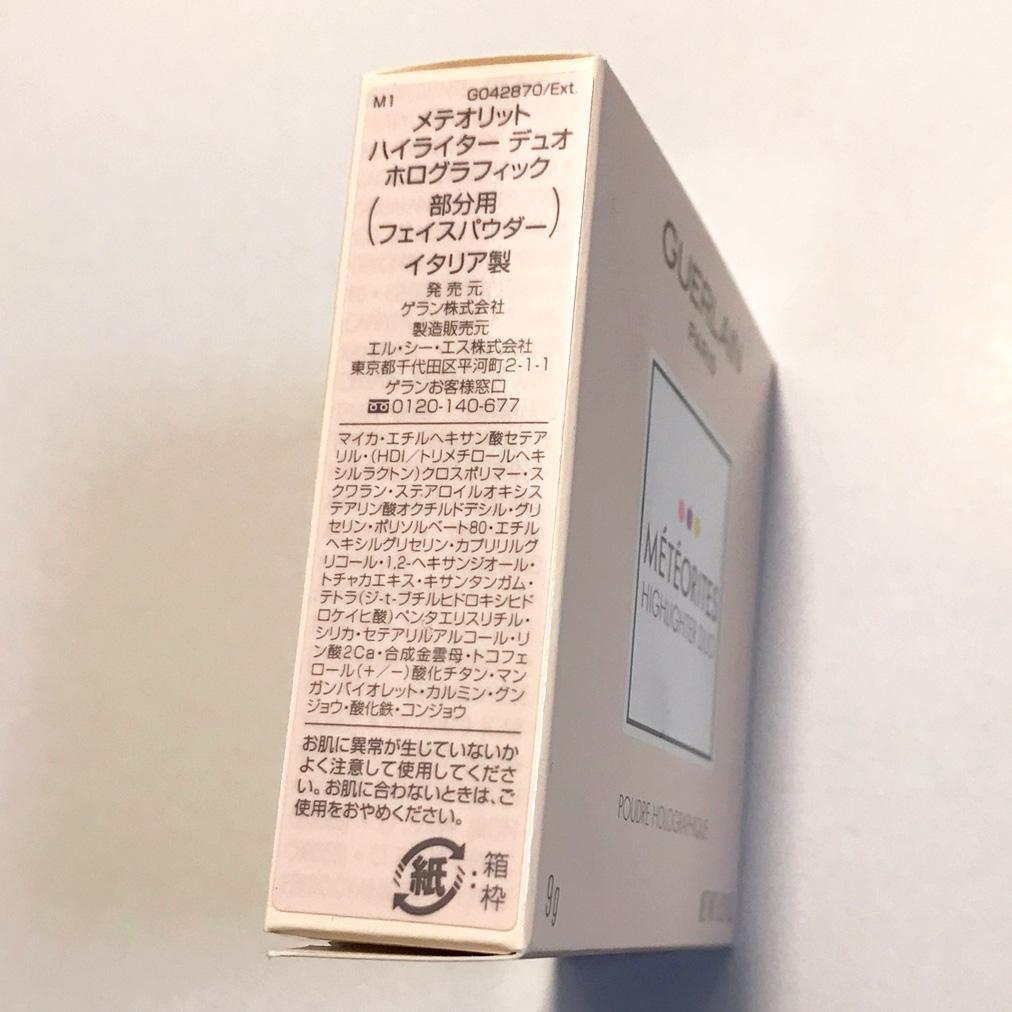 M1 G042870/Ext.
メテオリット
ハイライター デュオ
ホログラフィック
(部分用
フェイスパウダー)
イタリア製
発売元
ゲラン株式会社
製造販売元
エル・シー・エス株式会社
東京都千代田区平河町2-1-1
ゲランお客様窓口
0120-140-677
マイカ・エチルヘキサン酸セテア
リル・(HDI/トリメチロールヘキ
シルラクトン)クロスポリマー・ス
クワラン・ステアロイルオキシス
テアリン酸オクチルドデシル・グリ
セリン・ポリソルベート80・エチル
ヘキシルグリセリン・カプリリルグ
リコール・1,2-ヘキサンジオール・
トチャカエキス・キサンタンガム・
テトラ(ジ-t-ブチルヒドロキシヒド
ロケイヒ酸)ペンタエリスリチル・
シリカ・セテアリルアルコール・リ
ン酸2Ca・合成金雲母・トコフェ
ロール(+/−)酸化チタン・マン
ガンバイオレット・カルミン・グン
ジョウ・酸化鉄・コンジョウ
お肌に異常が生じていないか
よく注意して使用してくださ
い。お肌に合わないときは、ご
使用をおやめください。
紙:箱
枠
GUERLAIN
PARIS
MÉTÉORITES
HIGHLIGHTER DUO
POUDRE HOLOGRAPHIQUE
9g